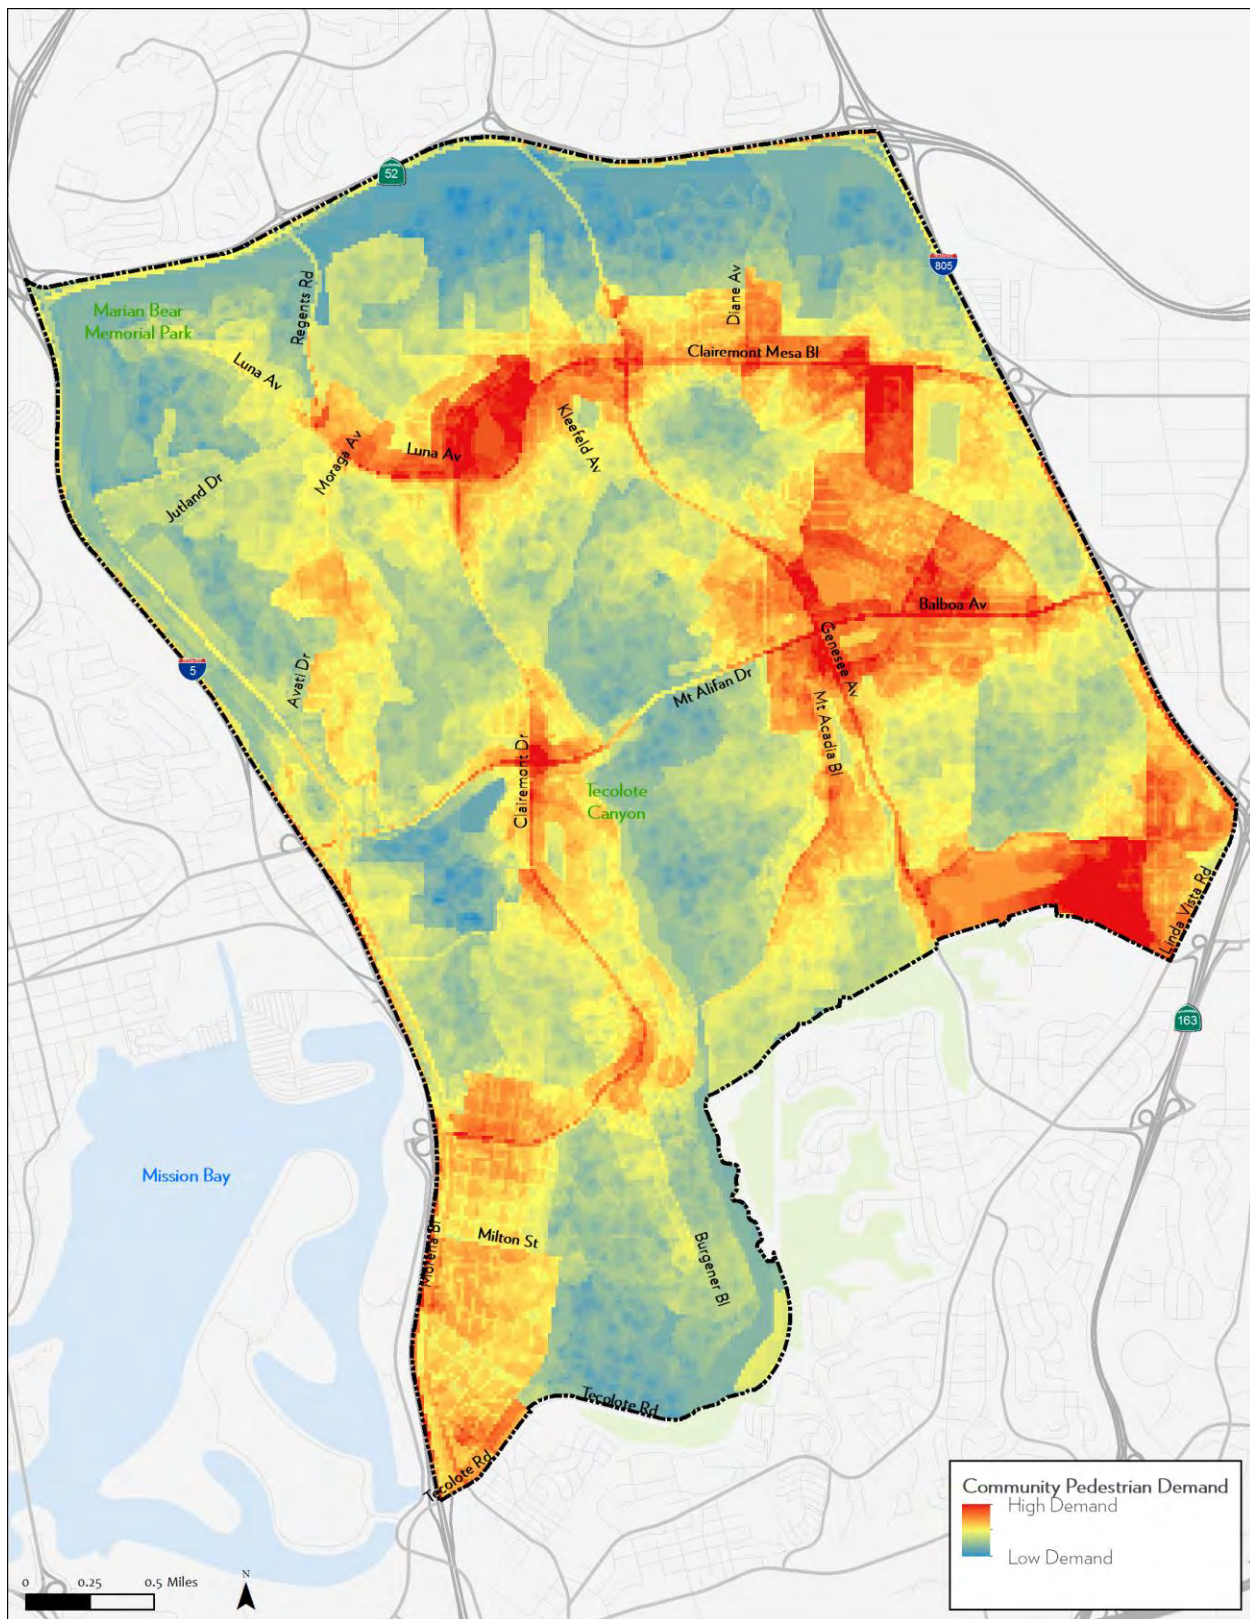 52
805
Marian Bear
Memorial Park
Regents Rd
Diane Av
Clairemont Mesa Bl
Luna Av
Kleefeld Av
Luna Av
Moraga Av
Jutland Dr
Balboa Av
Genesee Av
5
Avati Dr
Mt Alifan Dr
Mt Acadia Bl
Clairemont Dr
Tecolote
Canyon
Linda Vista Rd
163
Mission Bay
Morena Bl
Milton St
Burgener Bl
Tecolote Rd
Tecolote Rd
Community Pedestrian Demand
High Demand
Low Demand
0 0.25 0.5 Miles
N